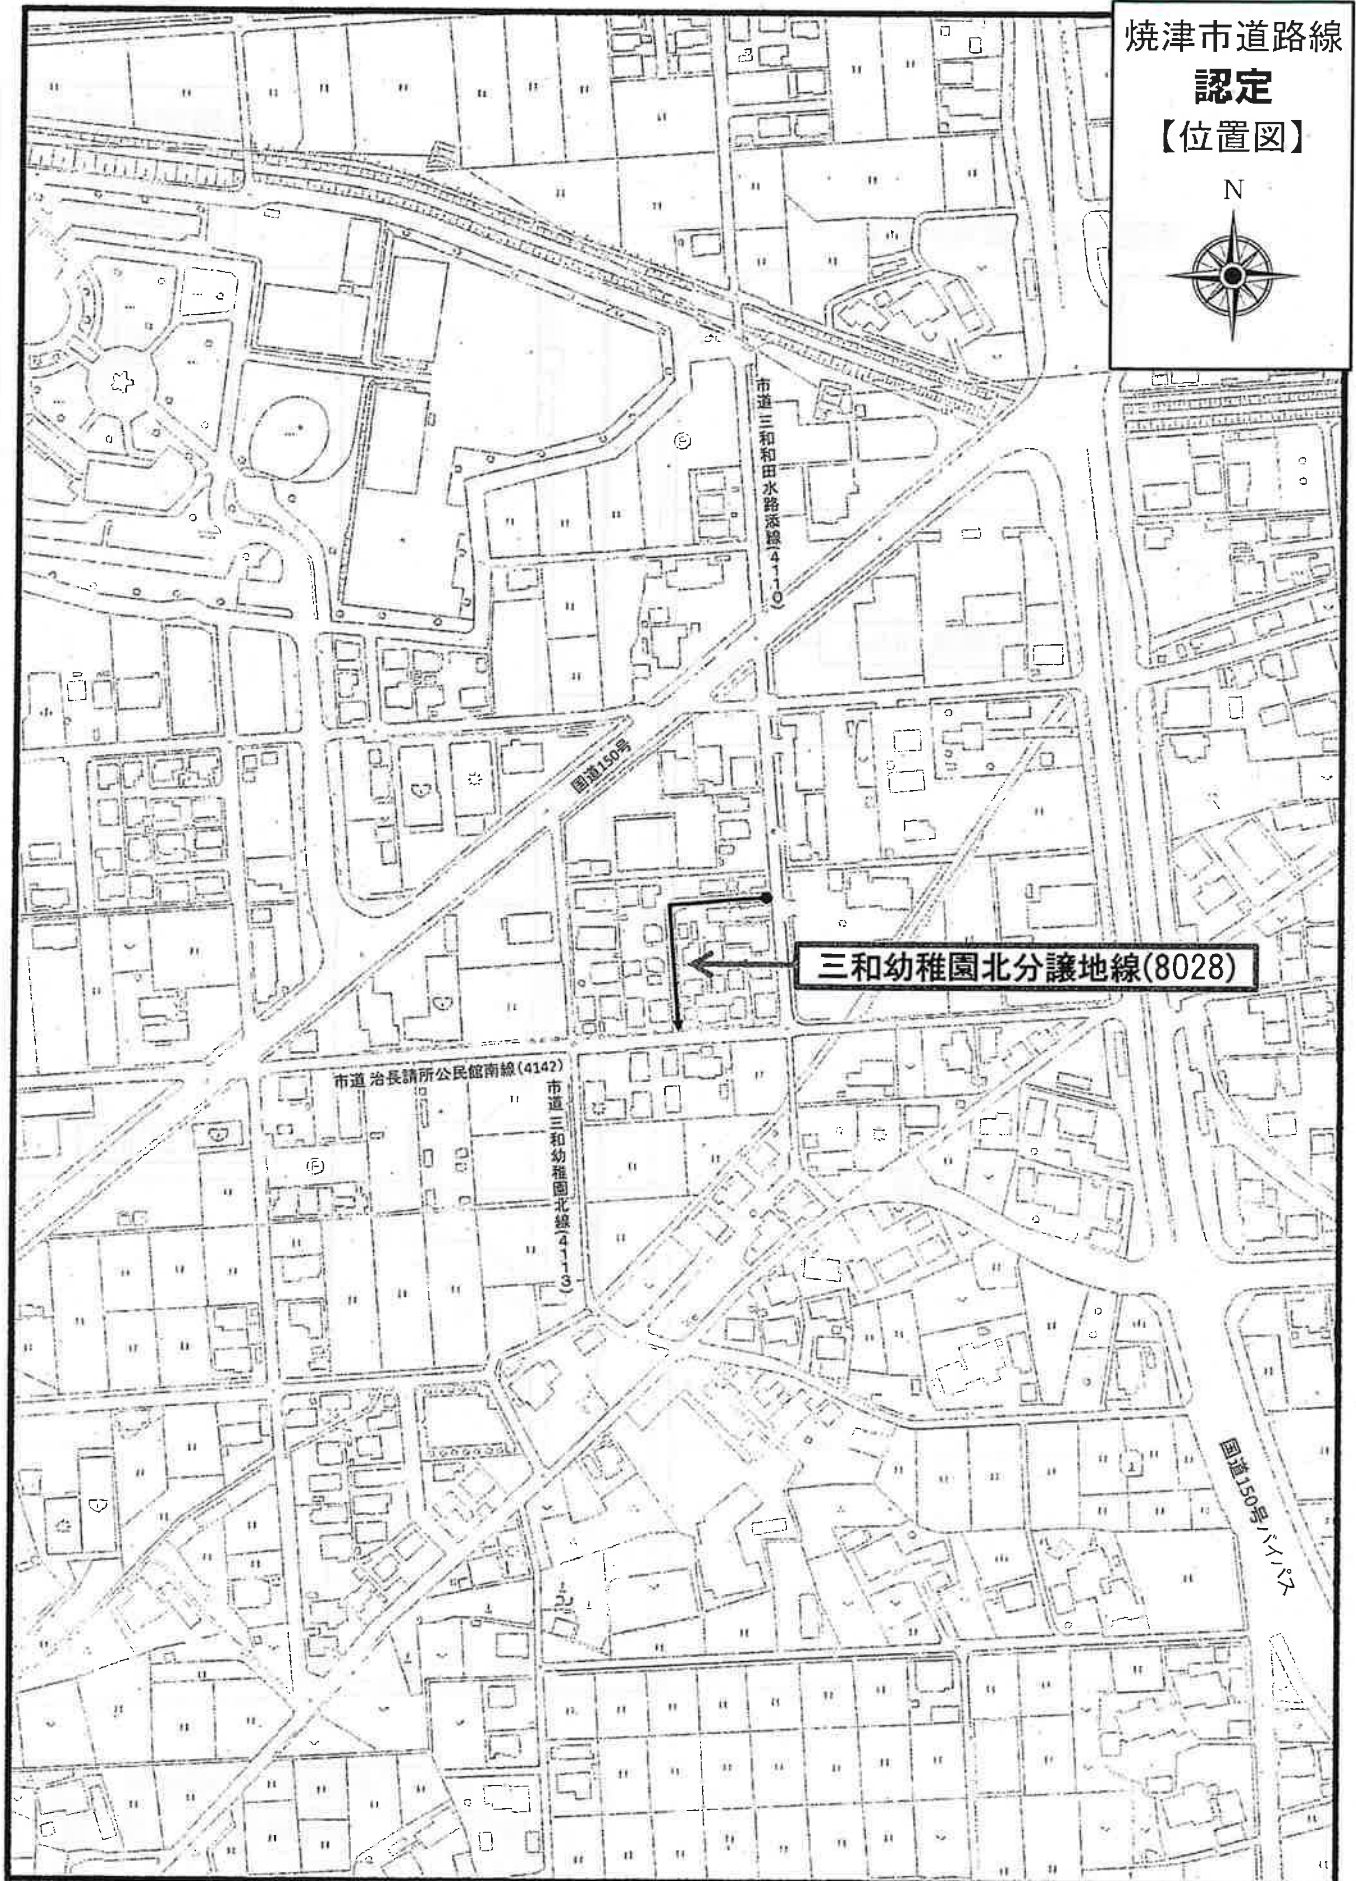 焼津市道路線
認定
【位置図】
N
市道 三和和田水路添線(4110)
国道150号
三和幼稚園北分譲地線(8028)
市道 治長請所公民館南線(4142)
市道 三和幼稚園北線(4113)
国道150号バイパス